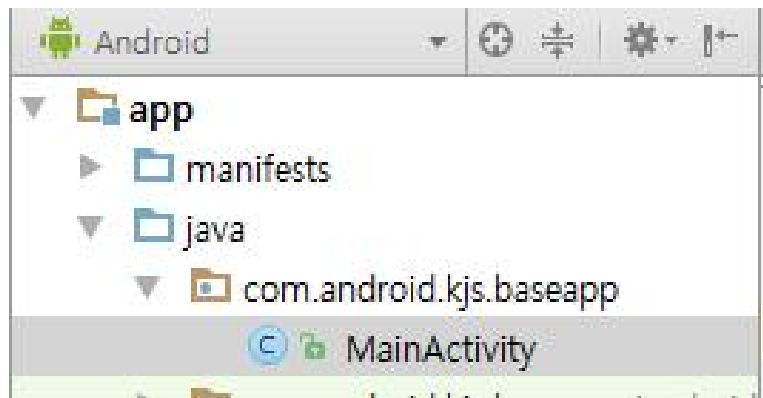 Android
app
manifests
java
com.android.kjs.baseapp
C MainActivity